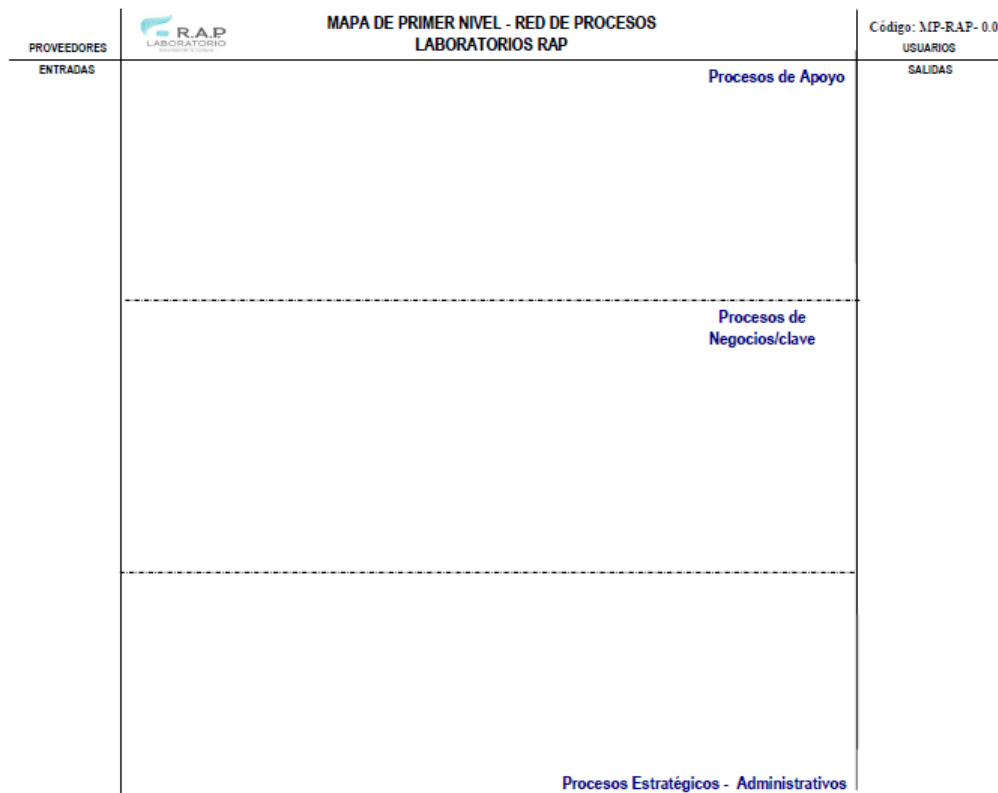 R.A.P
LABORATORIO
MAPA DE PRIMER NIVEL - RED DE PROCESOS
LABORATORIOS RAP
Código: MP-RAP- 0.0
PROVEEDORES
USUARIOS
ENTRADAS
SALIDAS
Procesos de Apoyo
Procesos de
Negocios/clave
Procesos Estratégicos - Administrativos